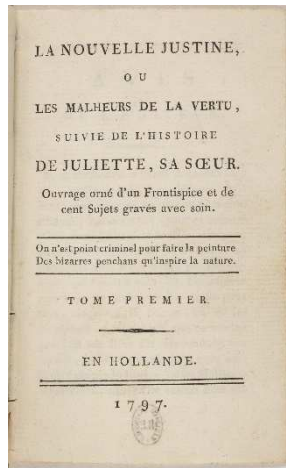 LA NOUVELLE JUSTINE,
OU
LES MALHEURS DE LA VERTU,
SUIVIE DE L'HISTOIRE
DE JULIETTE, SA SŒUR.
Ouvrage orné d'un Frontispice et de
cent Sujets gravés avec soin.
On n'est point criminel pour faire la peinture
Des bizarres penchans qu'inspire la nature.
TOME PREMIER
EN HOLLANDE.
1797.